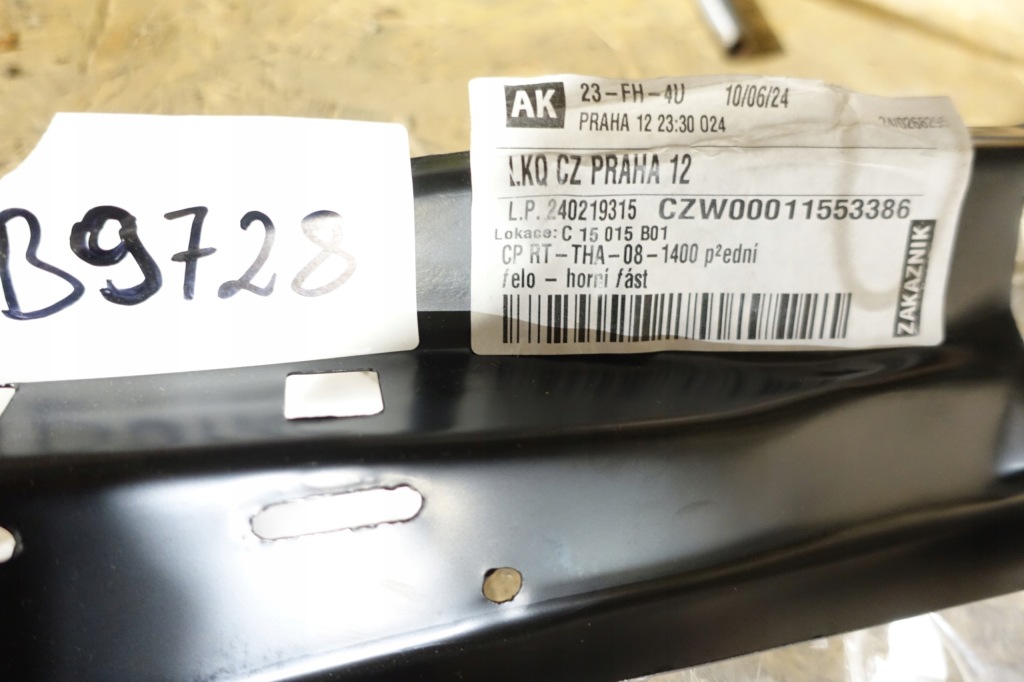 B9728
AK 23-FH-4U 10/06/24
PRAHA 12 23:30 024
LKQ CZ PRAHA 12
L.P. 240219315 CZW00011553386
Lokace: C 15 015 B01
CP RT-THA-08-1400 p²ední
řelo - horní fást
ZAKAZNIK